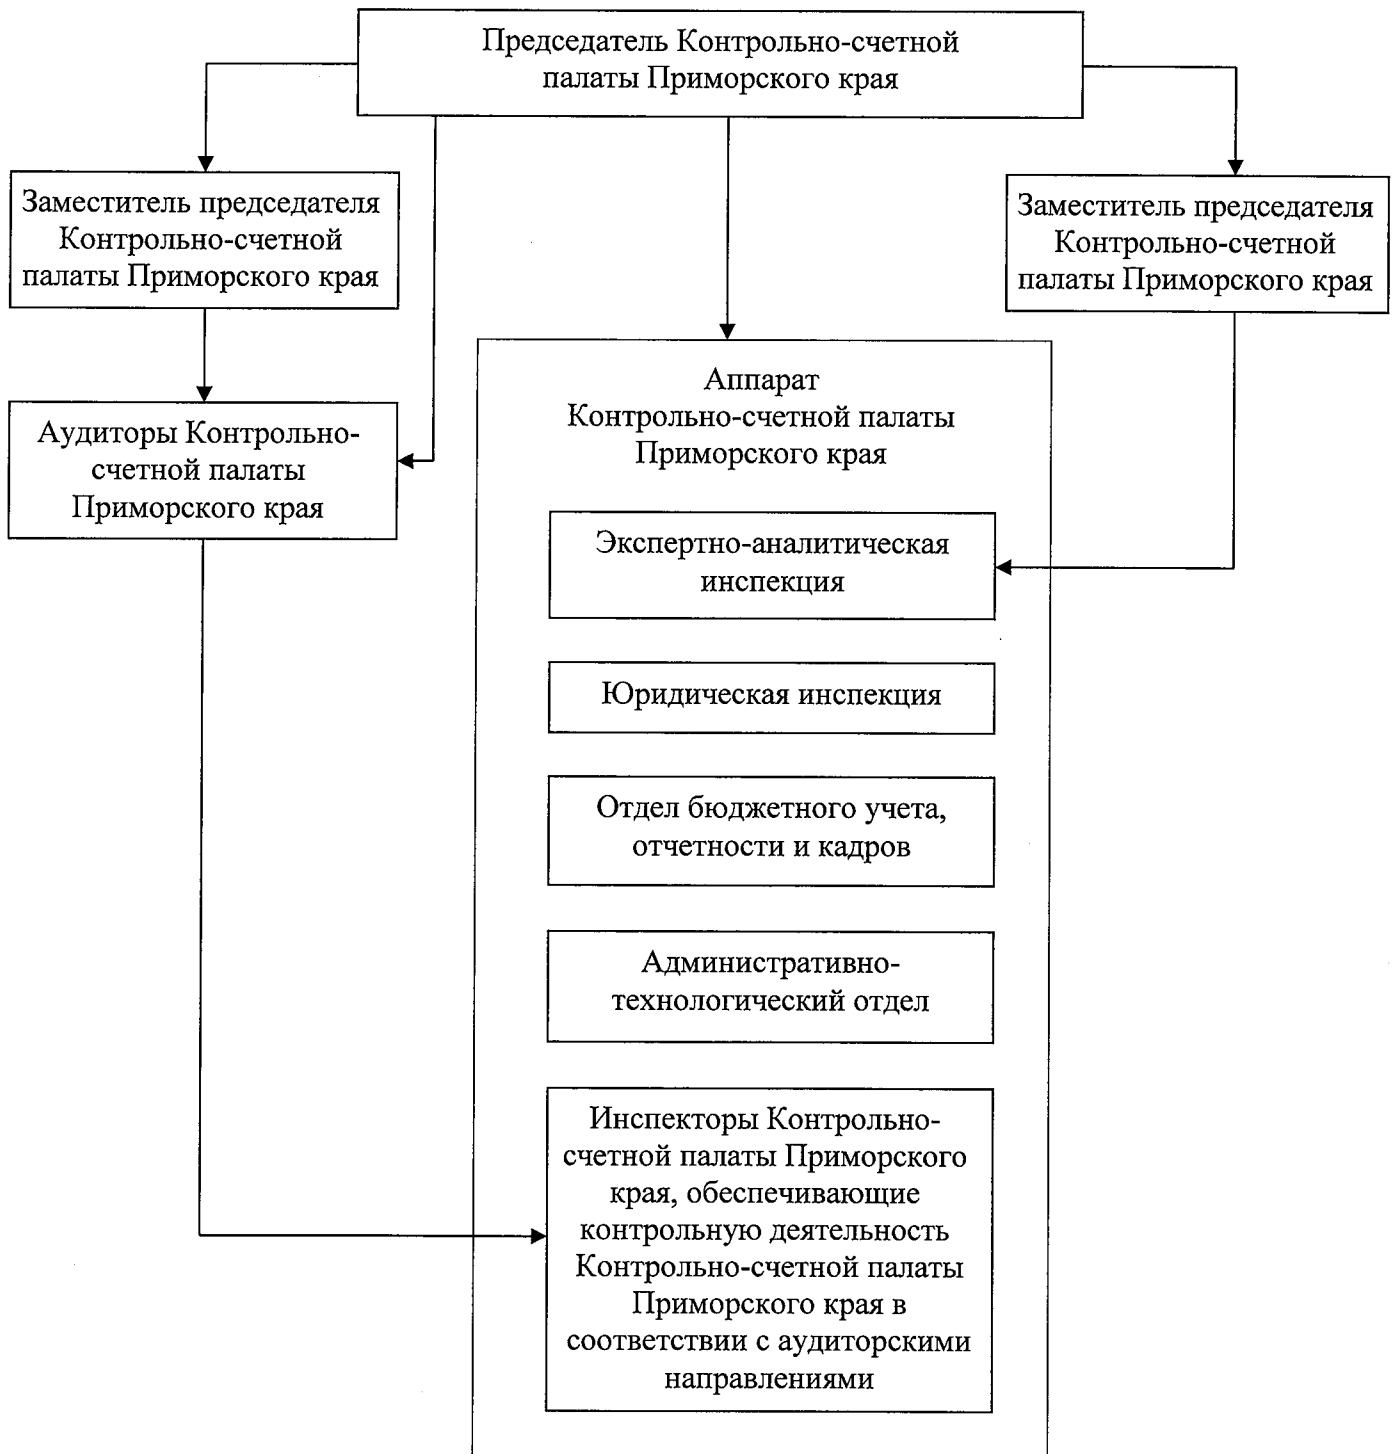 Председатель Контрольно-счетной
палаты Приморского края
Заместитель председателя
Контрольно-счетной
палаты Приморского края
Заместитель председателя
Контрольно-счетной
палаты Приморского края
Аудиторы Контрольно-
счетной палаты
Приморского края
Аппарат
Контрольно-счетной палаты
Приморского края
Экспертно-аналитическая
инспекция
Юридическая инспекция
Отдел бюджетного учета,
отчетности и кадров
Административно-
технологический отдел
Инспекторы Контрольно-
счетной палаты Приморского
края, обеспечивающие
контрольную деятельность
Контрольно-счетной палаты
Приморского края в
соответствии с аудиторскими
направлениями